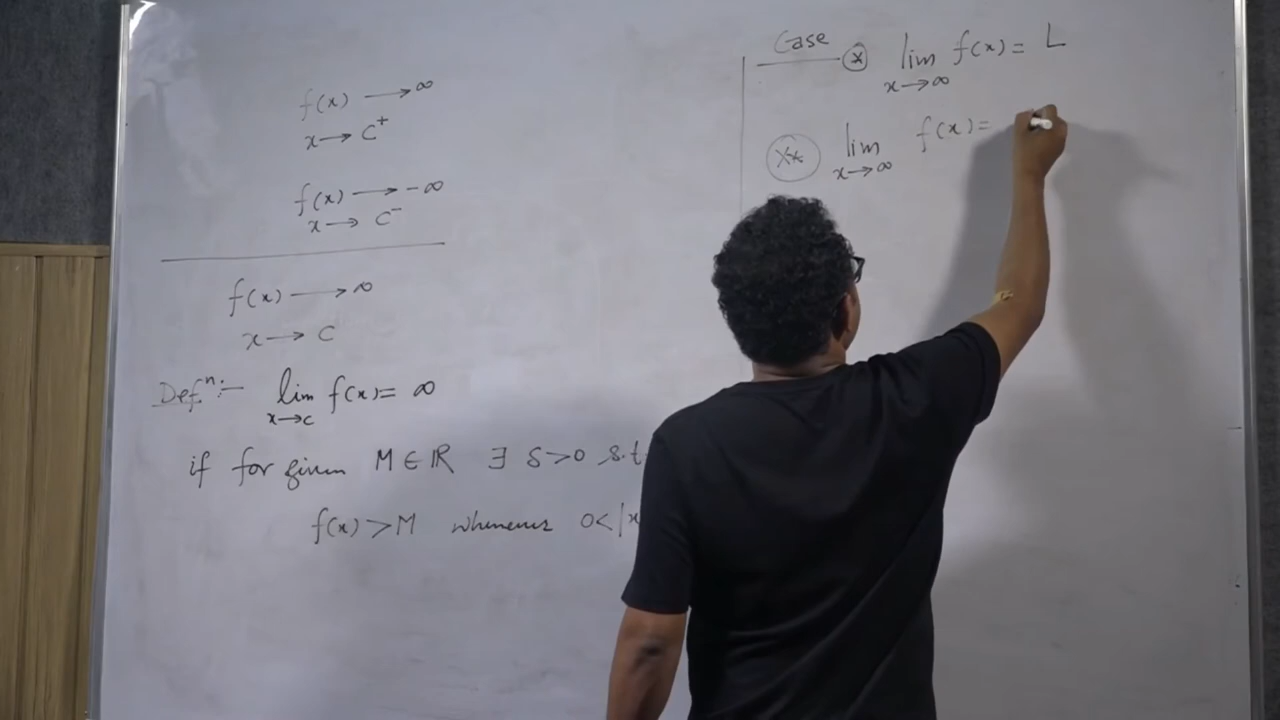 f(x) → ∞
x → C⁺
f(x) → -∞
x → C⁻
f(x) → ∞
x → C
Defⁿ:- lim f(x) = ∞
x→c
if for given M ∈ ℝ ∃ δ>0 s.t.
f(x) > M whenever 0<|x
Case
(*) lim f(x) = L
x→∞
(**) lim f(x) =
x→∞